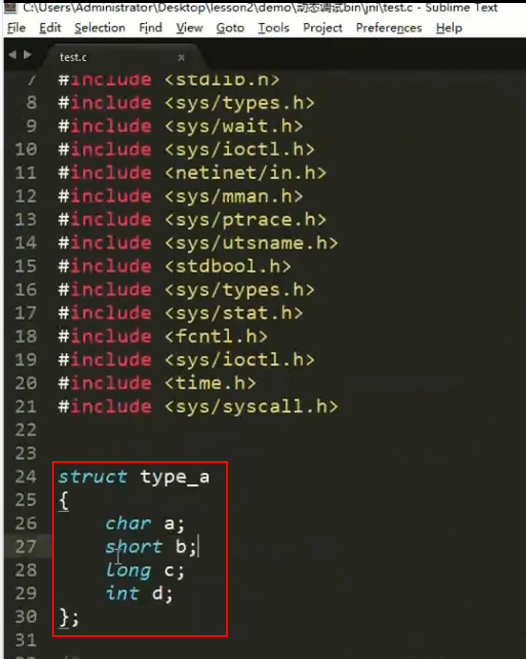 C:\Users\Administrator\Desktop\lesson2\demo\动态调试bin\jni\test.c - Sublime Text
File Edit Selection Find View Goto Tools Project Preferences Help
test.c ×
7 #include <stdlib.h>
8 #include <sys/types.h>
9 #include <sys/wait.h>
10 #include <sys/ioctl.h>
11 #include <netinet/in.h>
12 #include <sys/mman.h>
13 #include <sys/ptrace.h>
14 #include <sys/utsname.h>
15 #include <stdbool.h>
16 #include <sys/types.h>
17 #include <sys/stat.h>
18 #include <fcntl.h>
19 #include <sys/ioctl.h>
20 #include <time.h>
21 #include <sys/syscall.h>
22
23
24 struct type_a
25 {
26 char a;
27 short b;
28 long c;
29 int d;
30 };
31